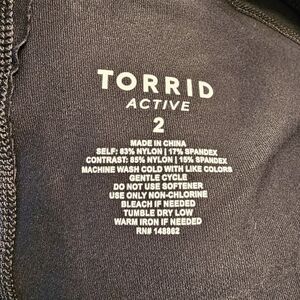 TORRID
ACTIVE
2
MADE IN CHINA
SELF: 83% NYLON | 17% SPANDEX
CONTRAST: 85% NYLON | 15% SPANDEX
MACHINE WASH COLD WITH LIKE COLORS
GENTLE CYCLE
DO NOT USE SOFTENER
USE ONLY NON-CHLORINE
BLEACH IF NEEDED
TUMBLE DRY LOW
WARM IRON IF NEEDED
RN# 148862